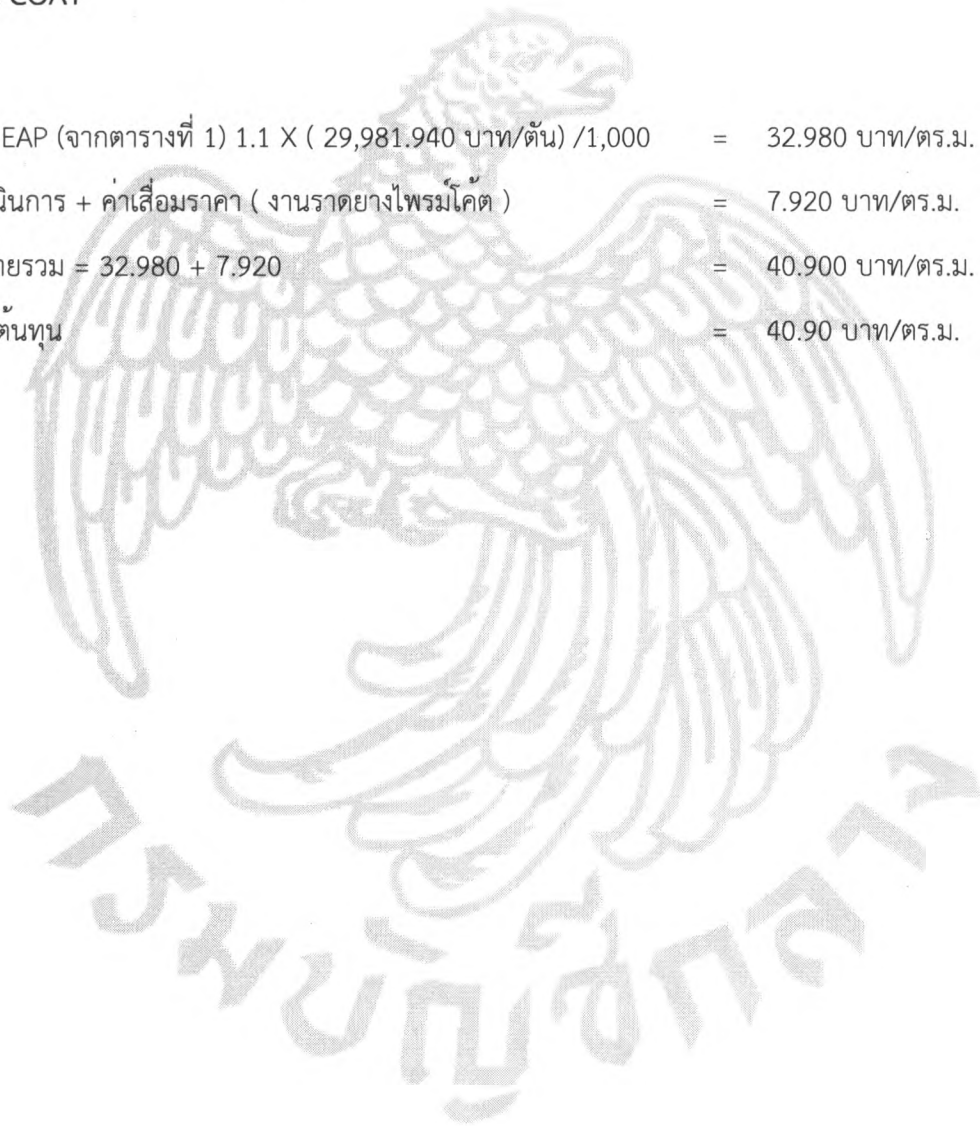 COAT
EAP (จากตารางที่ 1) 1.1 X ( 29,981.940 บาท/ตัน) /1,000 = 32.980 บาท/ตร.ม.
นินการ + ค่าเสื่อมราคา ( งานราดยางไพรม์โค้ต ) = 7.920 บาท/ตร.ม.
ายรวม = 32.980 + 7.920 = 40.900 บาท/ตร.ม.
ต้นทุน = 40.90 บาท/ตร.ม.
กรมบัญชีกลาง